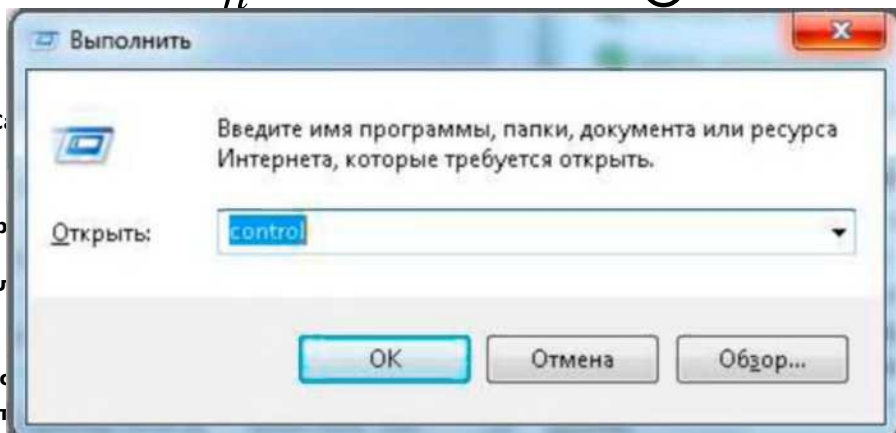 Выполнить
Введите имя программы, папки, документа или ресурса
Интернета, которые требуется открыть.
Открыть:
control
OK
Отмена
Обзор...